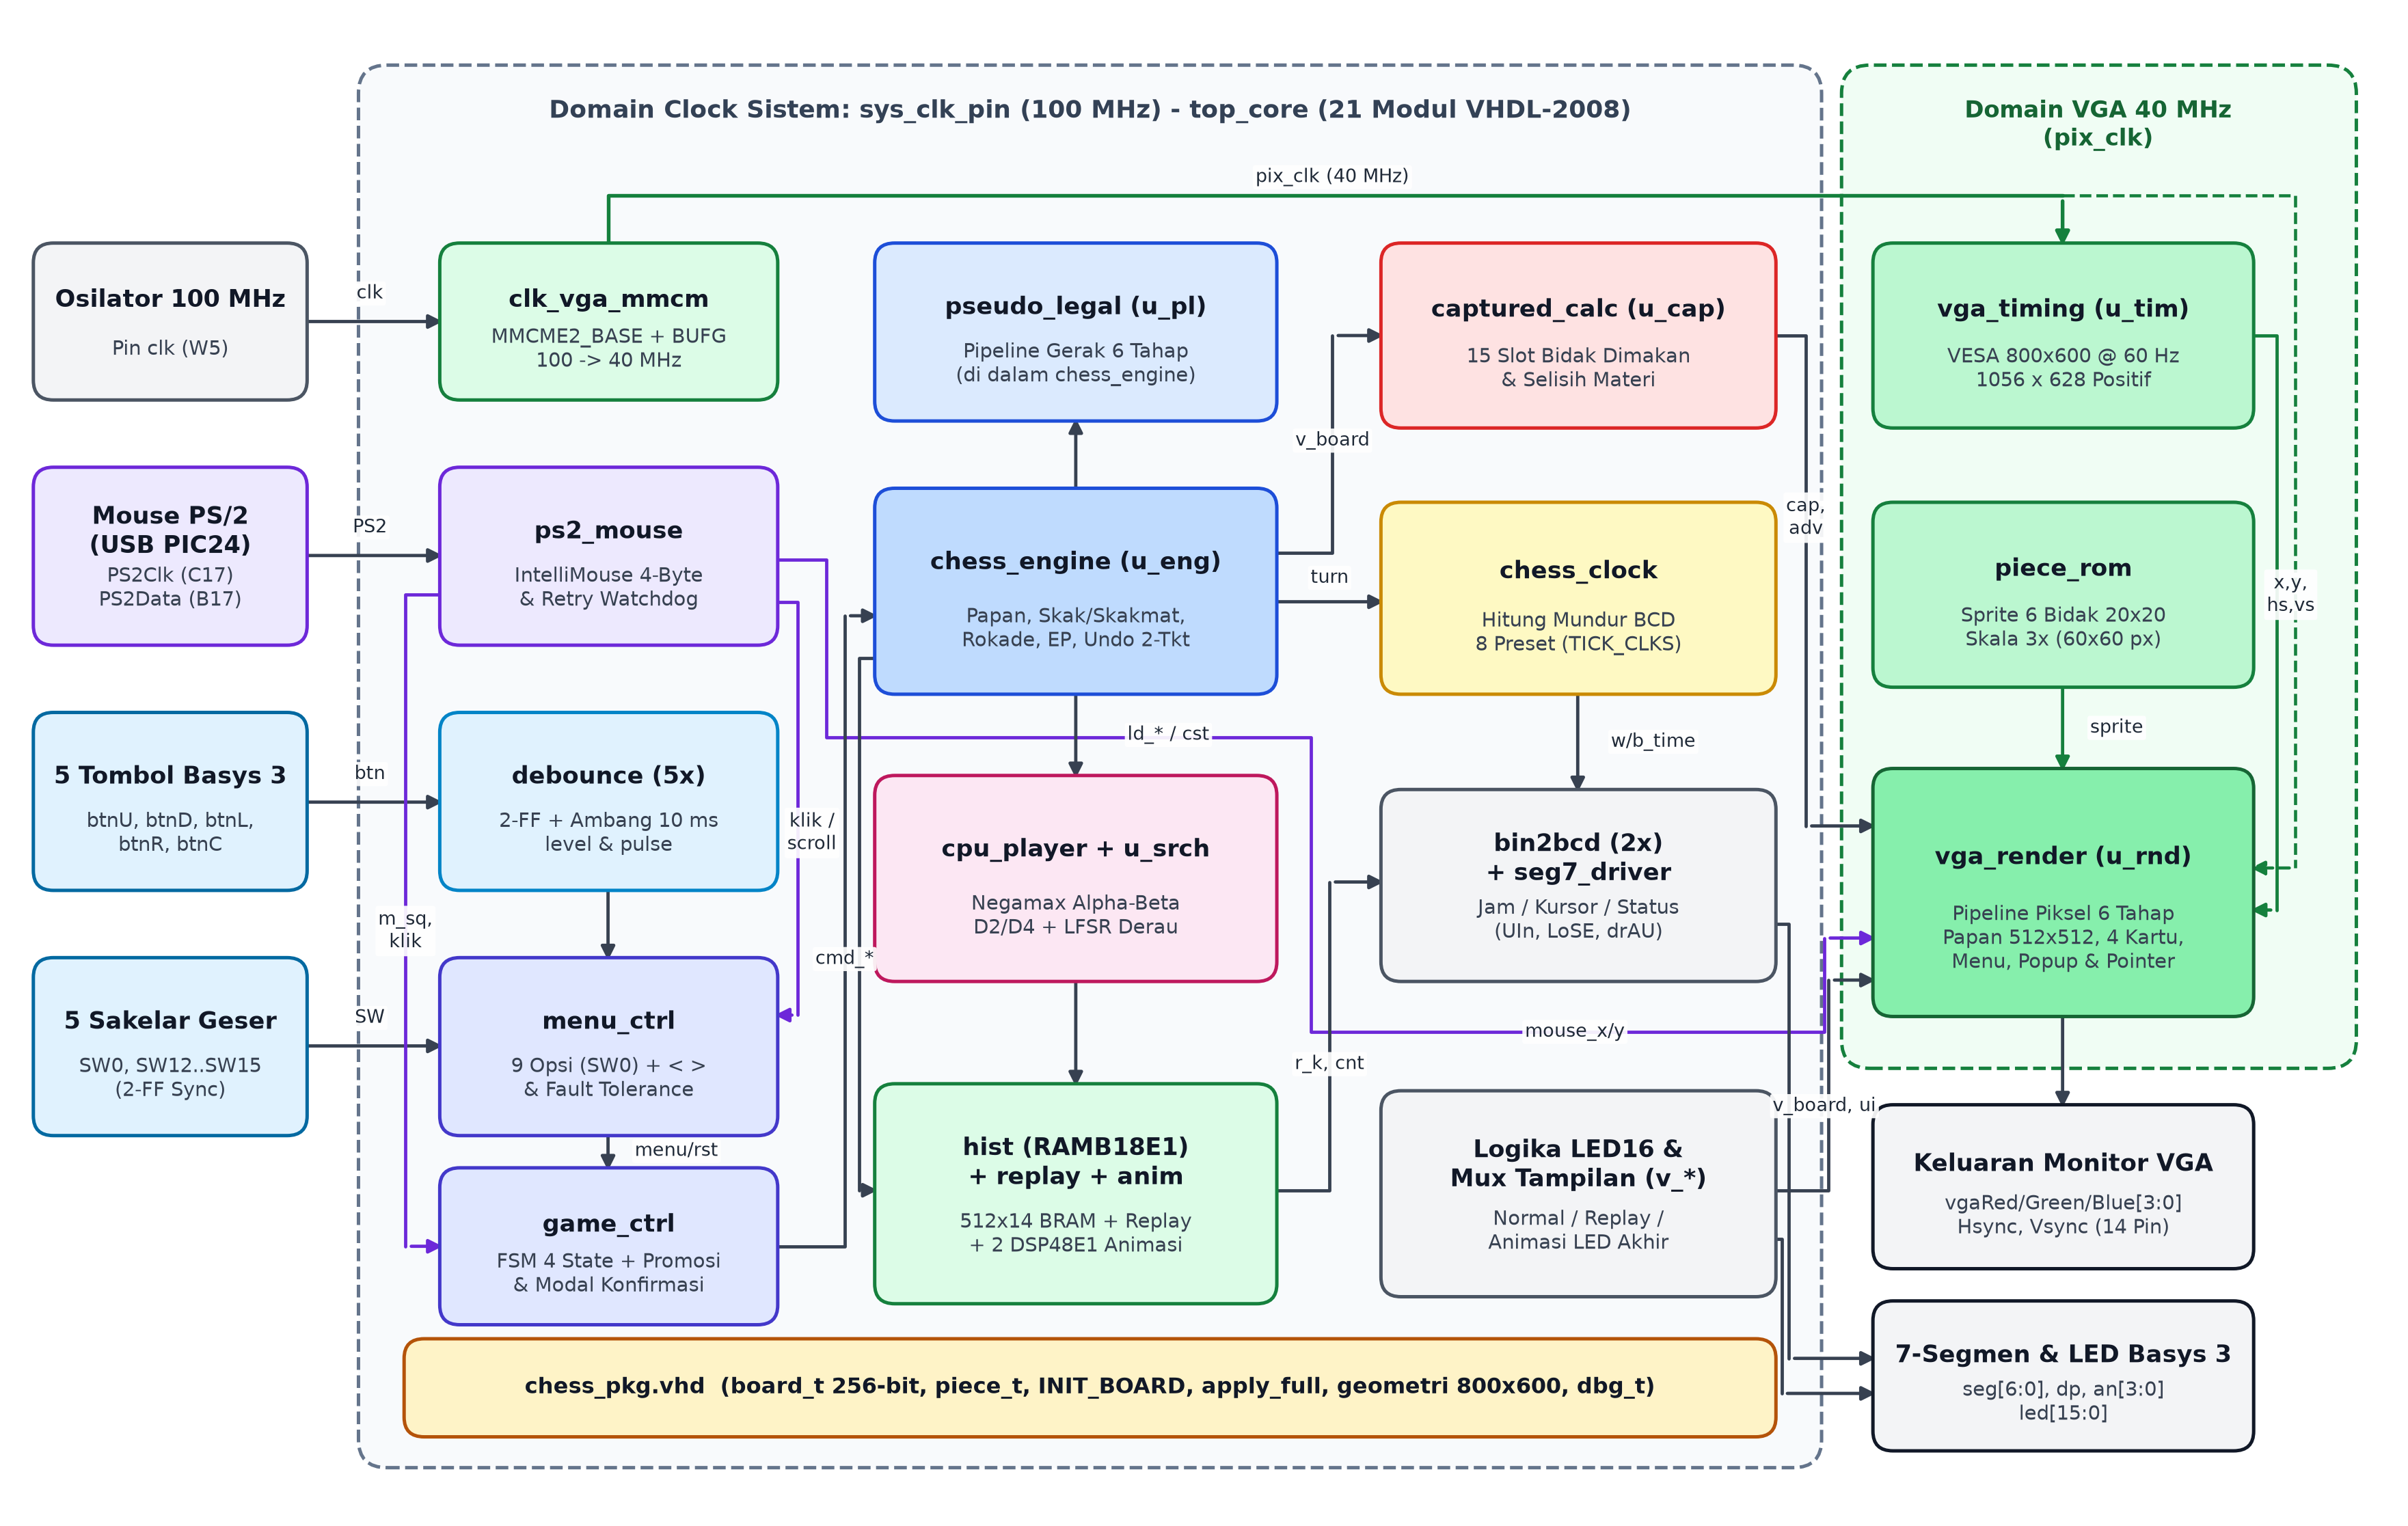 Domain Clock Sistem: sys_clk_pin (100 MHz) - top_core (21 Modul VHDL-2008)
Domain VGA 40 MHz
(pix_clk)
pix_clk (40 MHz)
Osilator 100 MHz
Pin clk (W5)
clk
clk_vga_mmcm
MMCME2_BASE + BUFG
100 -> 40 MHz
pseudo_legal (u_pl)
Pipeline Gerak 6 Tahap
(di dalam chess_engine)
captured_calc (u_cap)
15 Slot Bidak Dimakan
& Selisih Materi
vga_timing (u_tim)
VESA 800x600 @ 60 Hz
1056 x 628 Positif
v_board
Mouse PS/2
(USB PIC24)
PS2Clk (C17)
PS2Data (B17)
PS2
ps2_mouse
IntelliMouse 4-Byte
& Retry Watchdog
chess_engine (u_eng)
Papan, Skak/Skakmat,
Rokade, EP, Undo 2-Tkt
turn
chess_clock
Hitung Mundur BCD
8 Preset (TICK_CLKS)
cap,
adv
piece_rom
Sprite 6 Bidak 20x20
Skala 3x (60x60 px)
x,y,
hs,vs
5 Tombol Basys 3
btnU, btnD, btnL,
btnR, btnC
btn
debounce (5x)
2-FF + Ambang 10 ms
level & pulse
klik /
scroll
ld_* / cst
w/b_time
sprite
cpu_player + u_srch
Negamax Alpha-Beta
D2/D4 + LFSR Derau
bin2bcd (2x)
+ seg7_driver
Jam / Kursor / Status
(UIn, LoSE, drAU)
vga_render (u_rnd)
Pipeline Piksel 6 Tahap
Papan 512x512, 4 Kartu,
Menu, Popup & Pointer
m_sq,
klik
cmd_*
5 Sakelar Geser
SW0, SW12..SW15
(2-FF Sync)
SW
menu_ctrl
9 Opsi (SW0) + < >
& Fault Tolerance
mouse_x/y
r_k, cnt
menu/rst
v_board, ui
game_ctrl
FSM 4 State + Promosi
& Modal Konfirmasi
hist (RAMB18E1)
+ replay + anim
512x14 BRAM + Replay
+ 2 DSP48E1 Animasi
Logika LED16 &
Mux Tampilan (v_*)
Normal / Replay /
Animasi LED Akhir
Keluaran Monitor VGA
vgaRed/Green/Blue[3:0]
Hsync, Vsync (14 Pin)
chess_pkg.vhd  (board_t 256-bit, piece_t, INIT_BOARD, apply_full, geometri 800x600, dbg_t)
7-Segmen & LED Basys 3
seg[6:0], dp, an[3:0]
led[15:0]